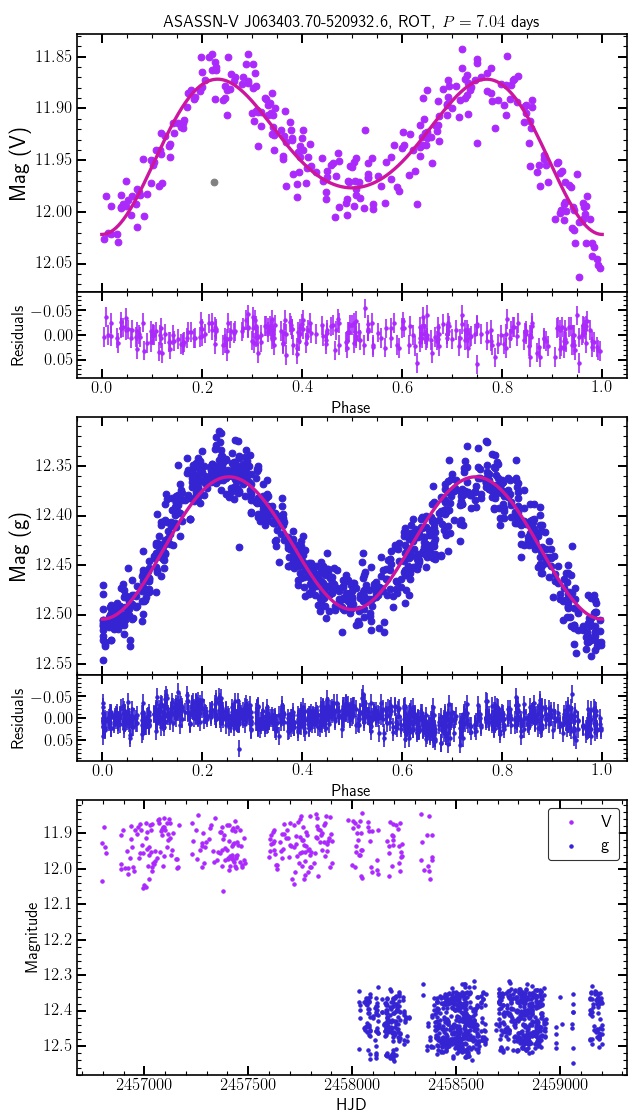 ASASSN-V J063403.70-520932.6, ROT, P = 7.04 days
11.85
11.90
11.95
12.00
12.05
Mag (V)
−0.05
0.00
0.05
Residuals
0.0 0.2 0.4 0.6 0.8 1.0
Phase
12.35
12.40
12.45
12.50
12.55
Mag (g)
−0.05
0.00
0.05
Residuals
0.0 0.2 0.4 0.6 0.8 1.0
Phase
V
g
11.9
12.0
12.1
12.2
12.3
12.4
12.5
Magnitude
2457000 2457500 2458000 2458500 2459000
HJD